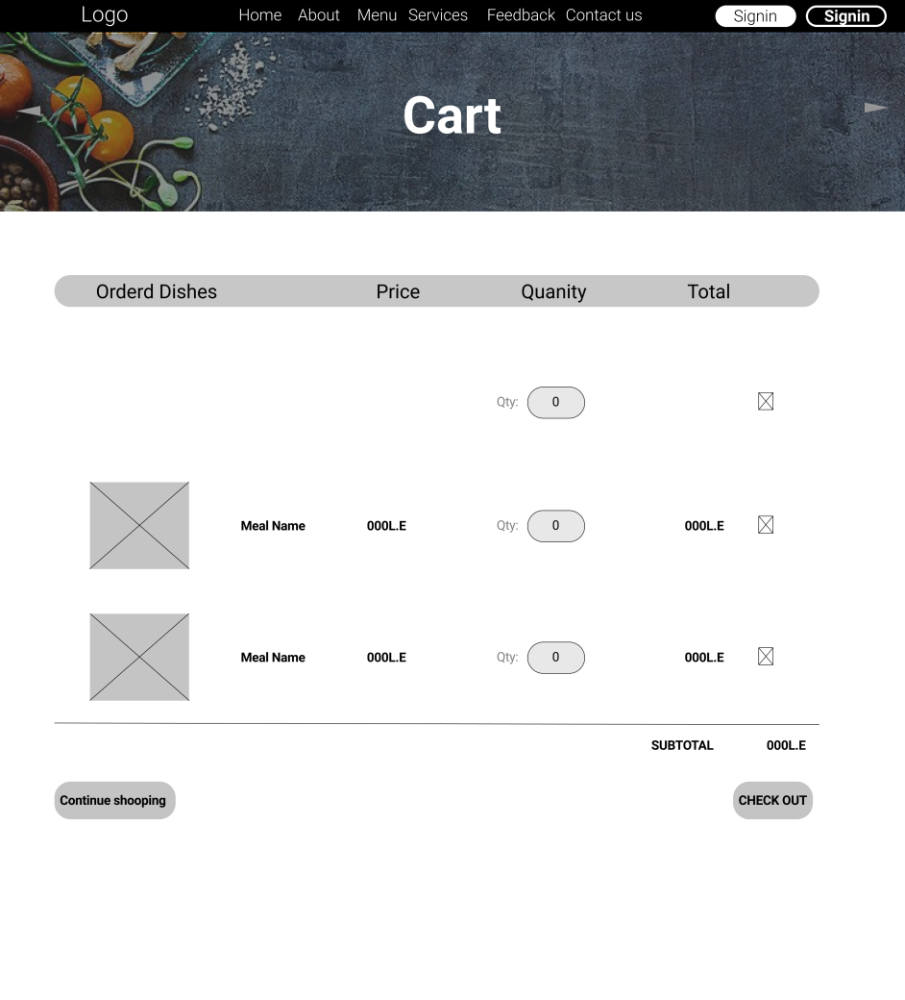 Logo Home About Menu Services Feedback Contact us Signin Signin
Cart
Orderd Dishes Price Quanity Total
Qty: 0
Meal Name 000L.E Qty: 0 000L.E
Meal Name 000L.E Qty: 0 000L.E
SUBTOTAL 000L.E
Continue shooping CHECK OUT